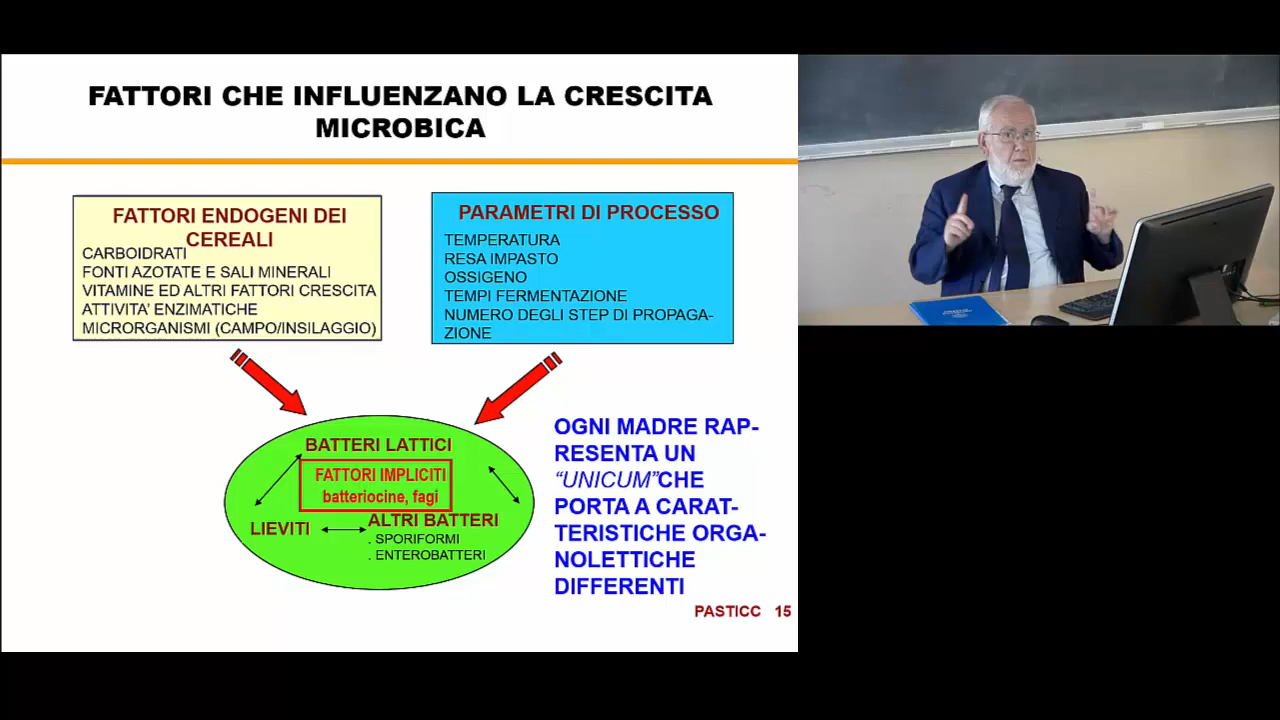 FATTORI CHE INFLUENZANO LA CRESCITA
MICROBICA
FATTORI ENDOGENI DEI
CEREALI
CARBOIDRATI
FONTI AZOTATE E SALI MINERALI
VITAMINE ED ALTRI FATTORI CRESCITA
ATTIVITA' ENZIMATICHE
MICRORGANISMI (CAMPO/INSILAGGIO)
PARAMETRI DI PROCESSO
TEMPERATURA
RESA IMPASTO
OSSIGENO
TEMPI FERMENTAZIONE
NUMERO DEGLI STEP DI PROPAGA-
ZIONE
BATTERI LATTICI
FATTORI IMPLICITI
batteriocine, fagi
LIEVITI
ALTRI BATTERI
. SPORIFORMI
. ENTEROBATTERI
OGNI MADRE RAP-
RESENTA UN
“UNICUM”CHE
PORTA A CARAT-
TERISTICHE ORGA-
NOLETTICHE
DIFFERENTI
PASTICC 15